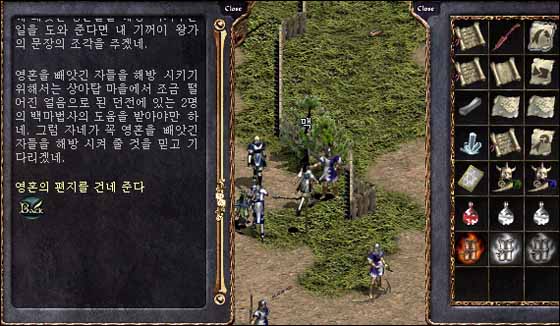 Close
Close
일을 도와 준다면 내 기꺼이 왕가
의 문장의 조각을 주겠네.
영혼을 빼앗긴 자들을 해방 시키기
위해서는 상아탑 마을에서 조금 떨
어진 얼음으로 된 던전에 있는 2명
의 백마법사의 도움을 받아야만 하
네. 그럼 자네가 꼭 영혼을 빼앗긴
자들을 해방 시켜 줄 것을 믿고 기
다리겠네.
영혼의 편지를 건네 준다
Back